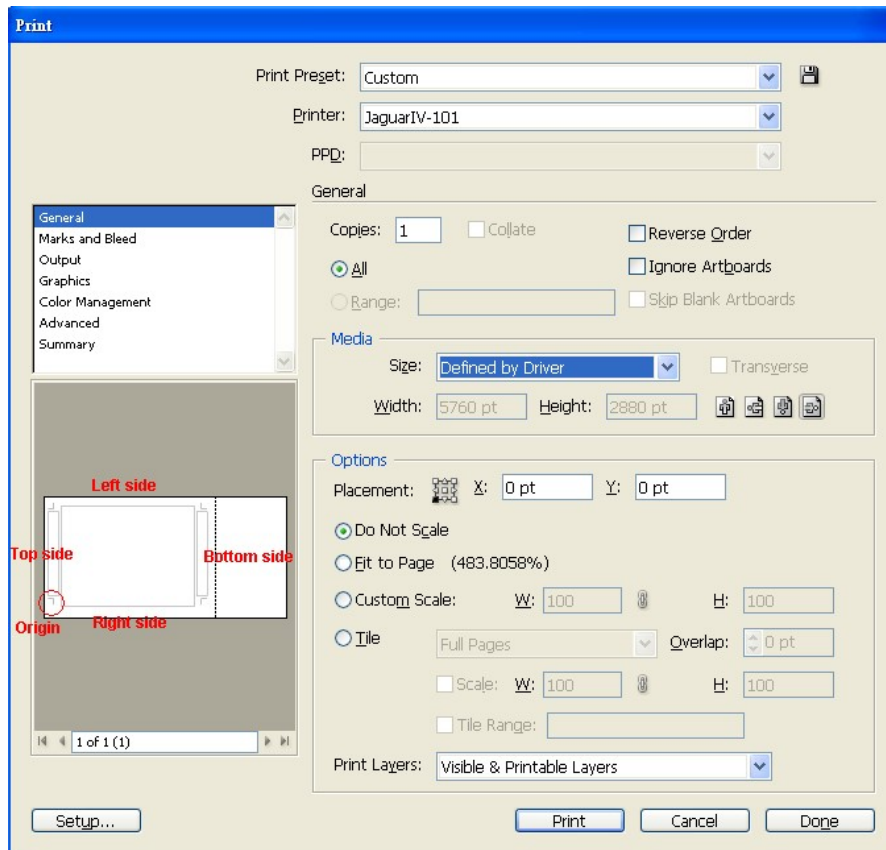 Print
Print Preset: Custom
Printer: JaguarIV-101
PPD:
General
Marks and Bleed
Output
Graphics
Color Management
Advanced
Summary
General
Copies: 1 Collate Reverse Order
All Ignore Artboards
Range: Skip Blank Artboards
Media
Size: Defined by Driver Transverse
Width: 5760 pt Height: 2880 pt
Left side
Top side
Bottom side
Origin
Right side
1 of 1 (1)
Options
Placement: X: 0 pt Y: 0 pt
Do Not Scale
Fit to Page (483.8058%)
Custom Scale: W: 100 H: 100
Tile Full Pages Overlap: 0 pt
Scale: W: 100 H: 100
Tile Range:
Print Layers: Visible & Printable Layers
Setup... Print Cancel Done